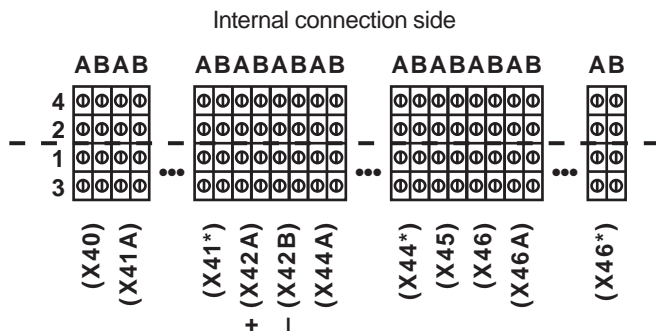 Internal connection side
ABAB ABABABAB ABABABAB AB
4
2
1
3
... ... ...
(X40) (X41A) (X41*) (X42A) (X42B) (X44A) (X44*) (X45) (X46) (X46A) (X46*)
+ –